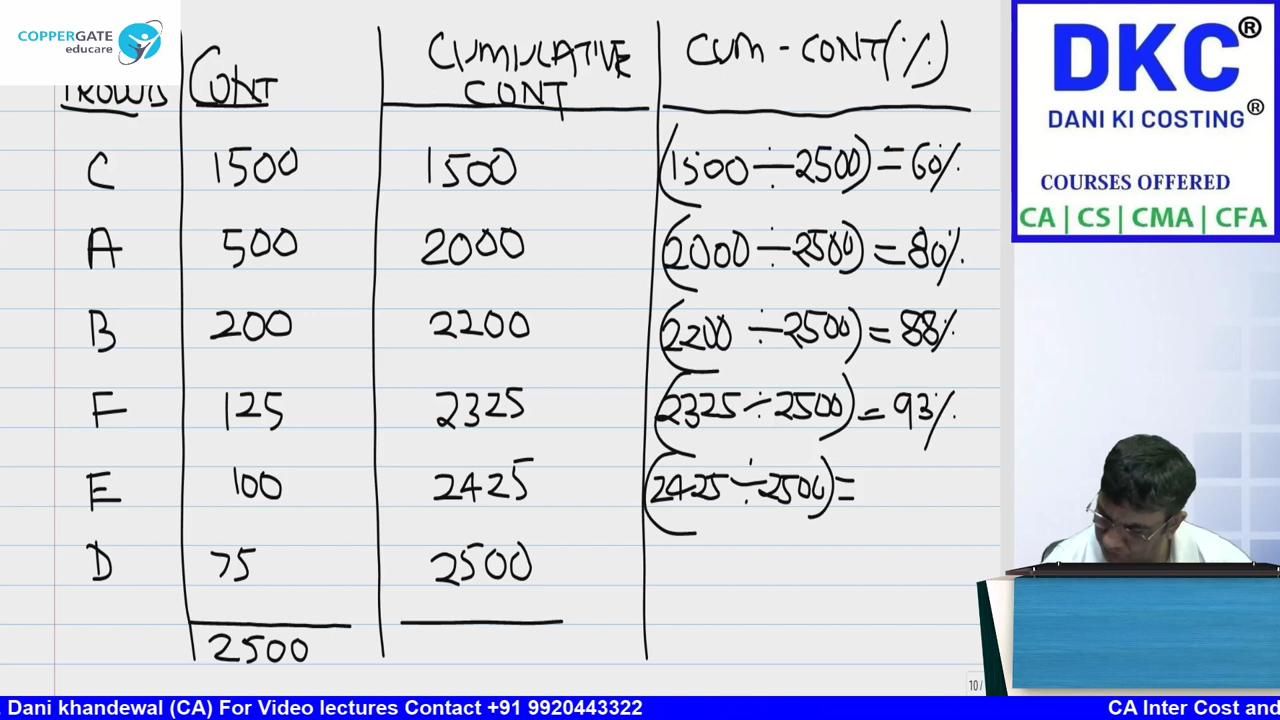 COPPERGATE
educare
CONT
CUMULATIVE
CONT
CUM - CONT(%)
C 1500 1500 (1500 ÷ 2500) = 60%
A 500 2000 (2000 ÷ 2500) = 80%
B 200 2200 (2200 ÷ 2500) = 88%
F 125 2325 (2325 ÷ 2500) = 93%
E 100 2425 (2425 ÷ 2500) =
D 75 2500
2500
10/
DKC®
DANI KI COSTING®
COURSES OFFERED
CA | CS | CMA | CFA
Dani khandewal (CA) For Video lectures Contact +91 9920443322
CA Inter Cost and